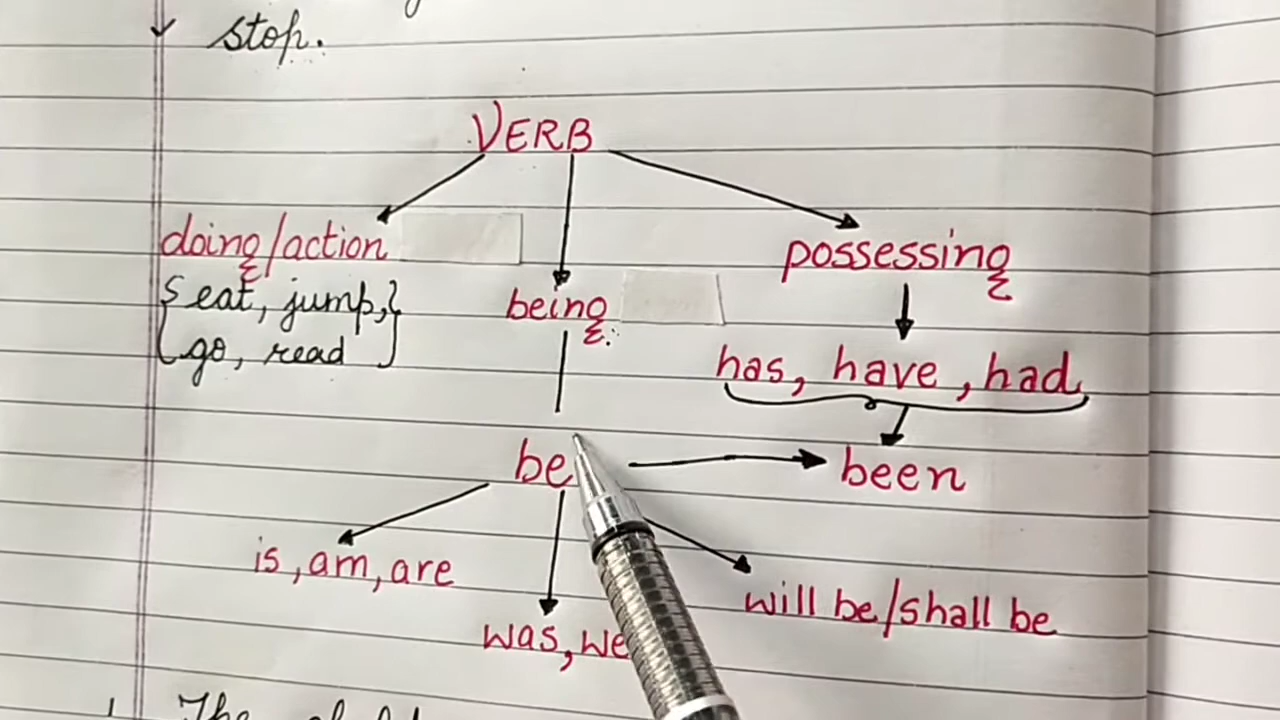 stop.
VERB
doing/action
being
possessing
{eat, jump,}
{go, read}
has, have, had
be
been
is, am, are
was, we
will be/shall be
The